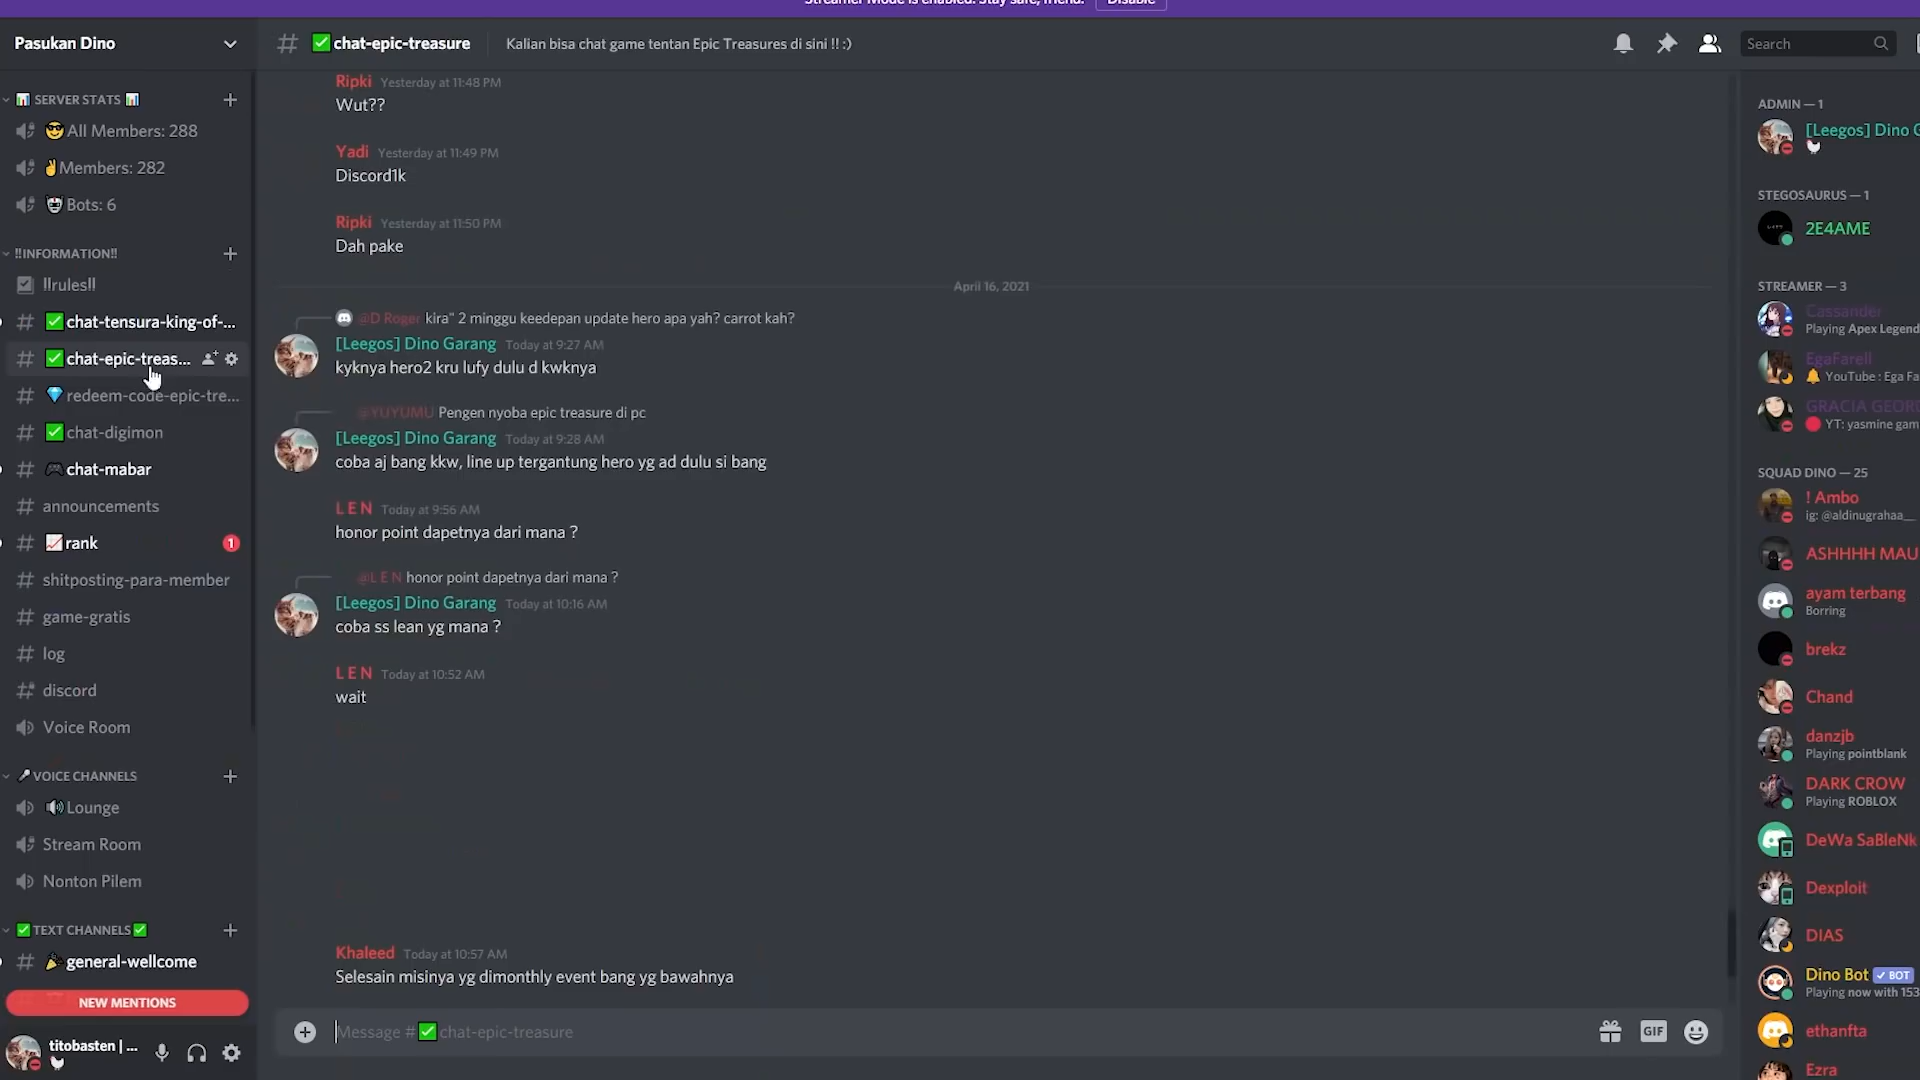 Streamer Mode is enabled. Stay safe, friend. Disable
Pasukan Dino
SERVER STATS
All Members: 288
Members: 282
Bots: 6
!!INFORMATION!!
!!rules!!
chat-tensura-king-of-...
chat-epic-treas...
redeem-code-epic-tre...
chat-digimon
chat-mabar
announcements
rank 1
shitposting-para-member
game-gratis
log
discord
Voice Room
VOICE CHANNELS
Lounge
Stream Room
Nonton Pilem
TEXT CHANNELS
general-wellcome
NEW MENTIONS
titobasten | ...
# ✅chat-epic-treasure
Kalian bisa chat game tentan Epic Treasures di sini !! :)
Search
Ripki Yesterday at 11:48 PM
Wut??
Yadi Yesterday at 11:49 PM
Discord1k
Ripki Yesterday at 11:50 PM
Dah pake
April 16, 2021
@D Roger kira" 2 minggu keedepan update hero apa yah? carrot kah?
[Leegos] Dino Garang Today at 9:27 AM
kyknya hero2 kru lufy dulu d kwknya
@YUYUMU Pengen nyoba epic treasure di pc
[Leegos] Dino Garang Today at 9:28 AM
coba aj bang kkw, line up tergantung hero yg ad dulu si bang
L E N Today at 9:56 AM
honor point dapetnya dari mana ?
@L E N honor point dapetnya dari mana ?
[Leegos] Dino Garang Today at 10:16 AM
coba ss lean yg mana ?
L E N Today at 10:52 AM
wait
Khaleed Today at 10:57 AM
Selesain misinya yg dimonthly event bang yg bawahnya
Message #✅chat-epic-treasure
GIF
ADMIN — 1
[Leegos] Dino G
STEGOSAURUS — 1
2E4AME
STREAMER — 3
Cassander
Playing Apex Legend
EgaFarell
YouTube : Ega Fa
GRACIA GEORG
YT: yasmine gam
SQUAD DINO — 25
! Ambo
ig: @aldinugrahaa__
ASHHHH MAU
ayam terbang
Borring
brekz
Chand
danzjb
Playing pointblank
DARK CROW
Playing ROBLOX
DeWa SaBleNk
Dexploit
DIAS
Dino Bot ✓ BOT
Playing now with 153
ethanfta
Ezra